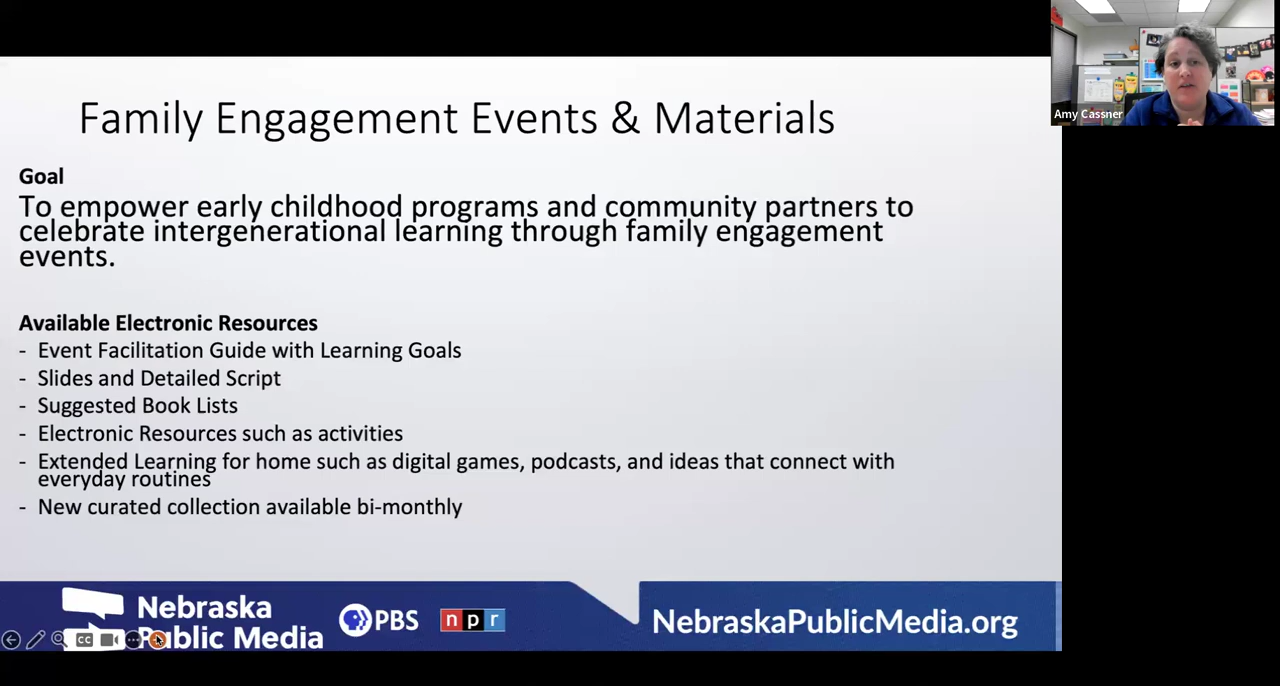 Family Engagement Events & Materials
Amy Cassner
Goal
To empower early childhood programs and community partners to
celebrate intergenerational learning through family engagement
events.
Available Electronic Resources
- Event Facilitation Guide with Learning Goals
- Slides and Detailed Script
- Suggested Book Lists
- Electronic Resources such as activities
- Extended Learning for home such as digital games, podcasts, and ideas that connect with
everyday routines
- New curated collection available bi-monthly
Nebraska
Public Media
PBS
npr
NebraskaPublicMedia.org
CC